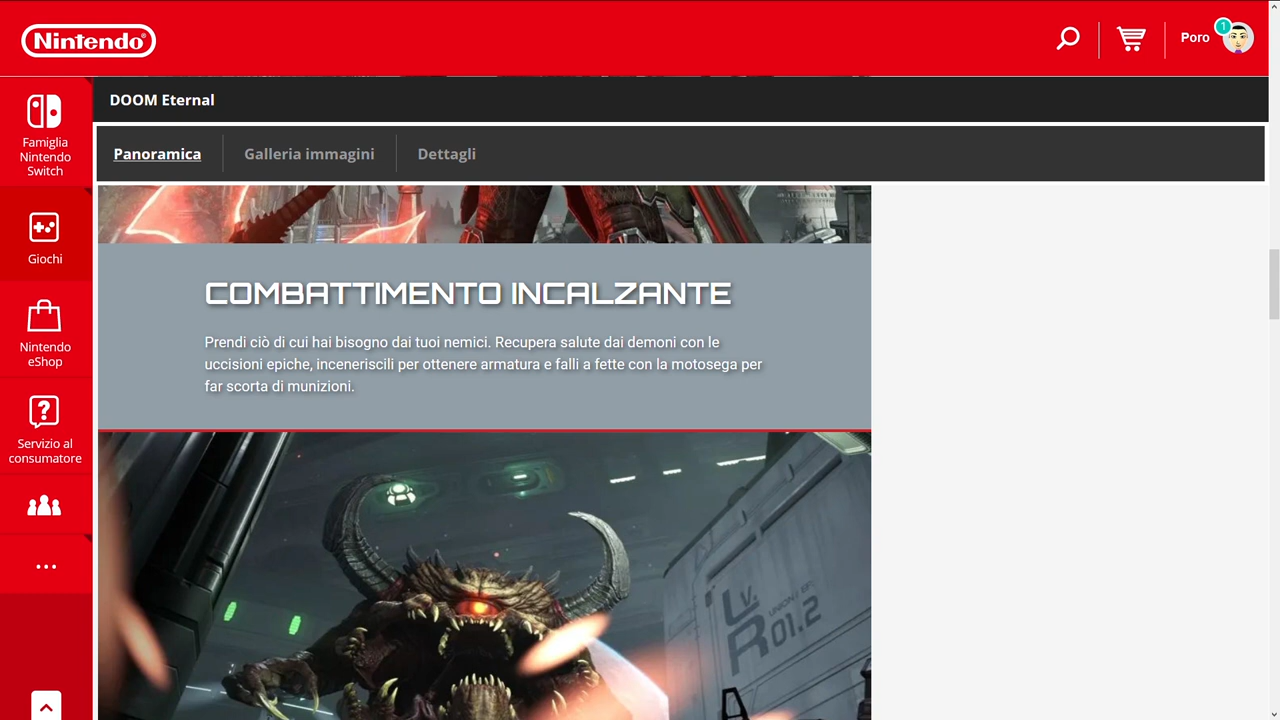 Nintendo
Poro
1
Famiglia
Nintendo
Switch
Giochi
Nintendo
eShop
Servizio al
consumatore
DOOM Eternal
Panoramica
Galleria immagini
Dettagli
COMBATTIMENTO INCALZANTE
Prendi ciò di cui hai bisogno dai tuoi nemici. Recupera salute dai demoni con le
uccisioni epiche, inceneriscili per ottenere armatura e falli a fette con la motosega per
far scorta di munizioni.
Lv.
R 01.2